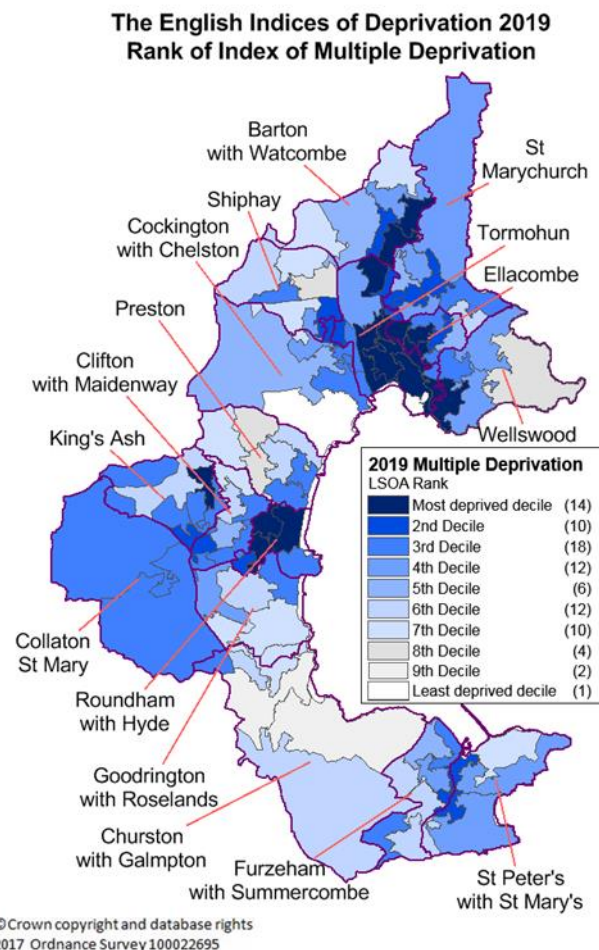 The English Indices of Deprivation 2019
Rank of Index of Multiple Deprivation
Barton
with Watcombe
St
Marychurch
Shiphay
Cockington
with Chelston
Tormohun
Ellacombe
Preston
Clifton
with Maidenway
King's Ash
Wellswood
2019 Multiple Deprivation
LSOA Rank
Most deprived decile (14)
2nd Decile (10)
3rd Decile (18)
4th Decile (12)
5th Decile (6)
6th Decile (12)
7th Decile (10)
8th Decile (4)
9th Decile (2)
Least deprived decile (1)
Collaton
St Mary
Roundham
with Hyde
Goodrington
with Roselands
Churston
with Galmpton
Furzeham
with Summercombe
St Peter's
with St Mary's
©Crown copyright and database rights
2017 Ordnance Survey 100022695